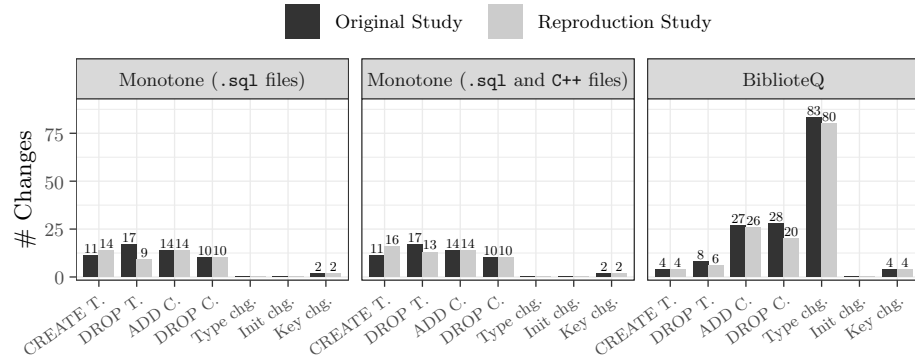 Original Study Reproduction Study
Monotone (.sql files) Monotone (.sql and C++ files) BiblioteQ
# Changes
75
50
25
0
11 14 17 9 14 14 10 10 2 2
11 16 17 13 14 14 10 10 2 2
4 4 8 6 27 26 28 20 83 80 4 4
CREATE T. DROP T. ADD C. DROP C. Type chg. Init chg. Key chg.
CREATE T. DROP T. ADD C. DROP C. Type chg. Init chg. Key chg.
CREATE T. DROP T. ADD C. DROP C. Type chg. Init chg. Key chg.